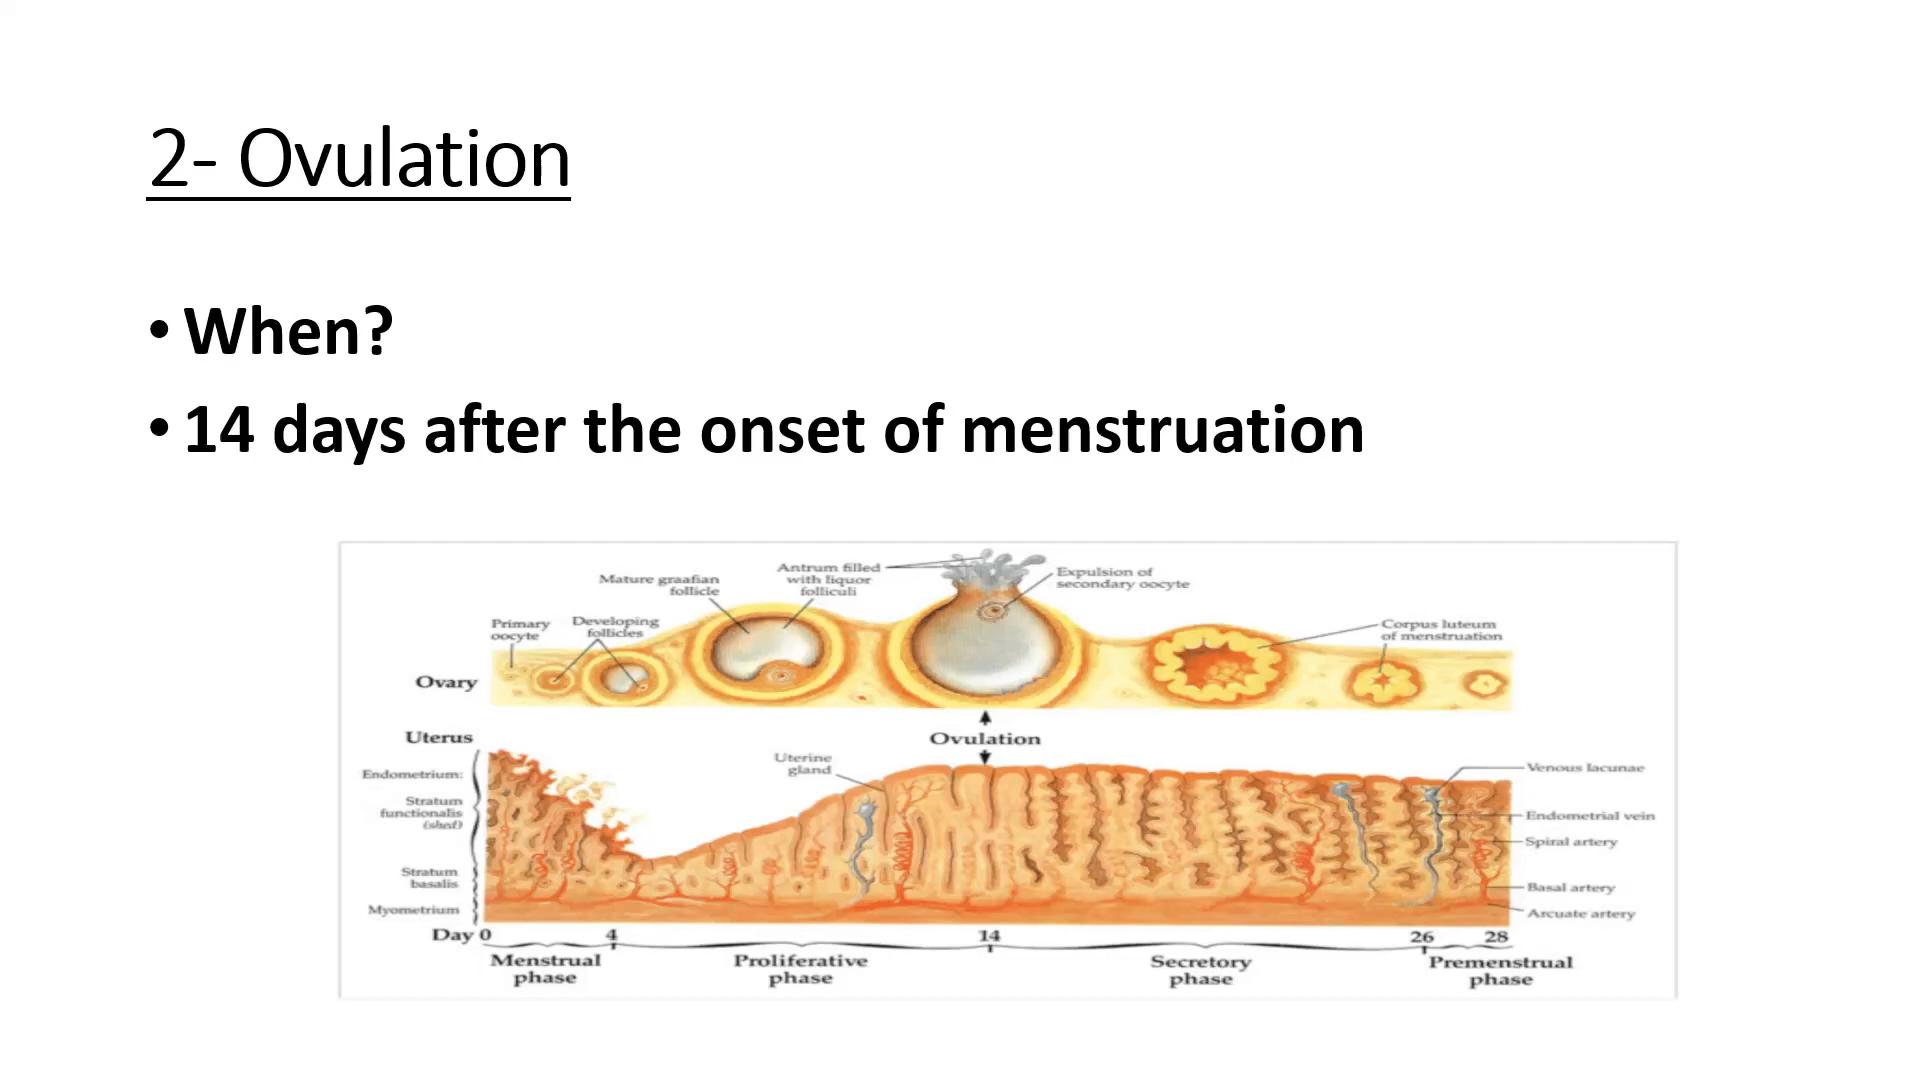 2- Ovulation
• When?
• 14 days after the onset of menstruation
Antrum filled
with liquor
folliculi
Mature graafian
follicle
Expulsion of
secondary oocyte
Primary
oocyte
Developing
follicles
Corpus luteum
of menstruation
Ovary
Uterus
Ovulation
Uterine
gland
Endometrium:
Stratum
functionalis
(shed)
Stratum
basalis
Myometrium
Venous lacunae
Endometrial vein
Spiral artery
Basal artery
Arcuate artery
Day 0 4 14 26 28
Menstrual
phase
Proliferative
phase
Secretory
phase
Premenstrual
phase